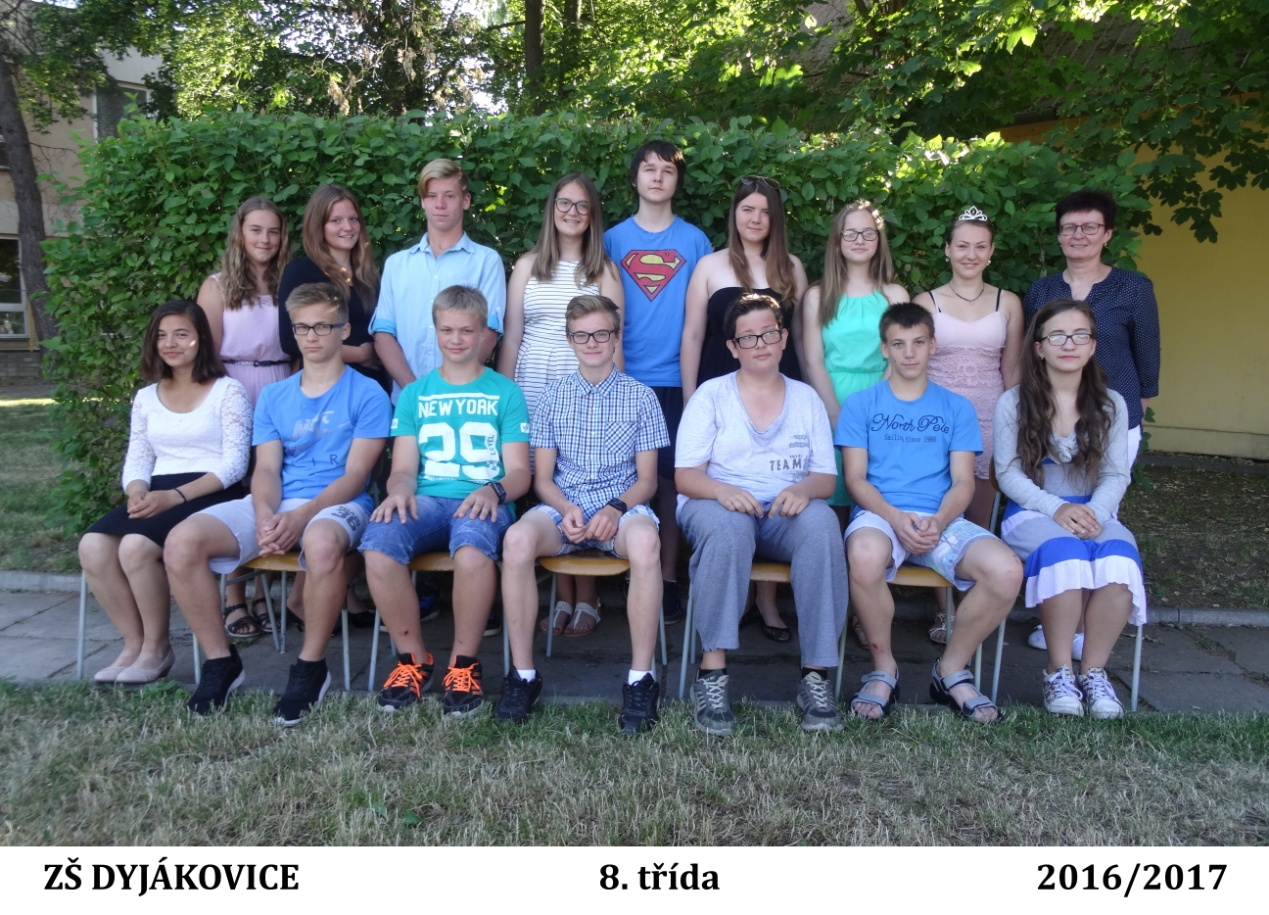 NEW YORK
29
TEAM
North Pole
ZŠ DYJÁKOVICE 8. třída 2016/2017